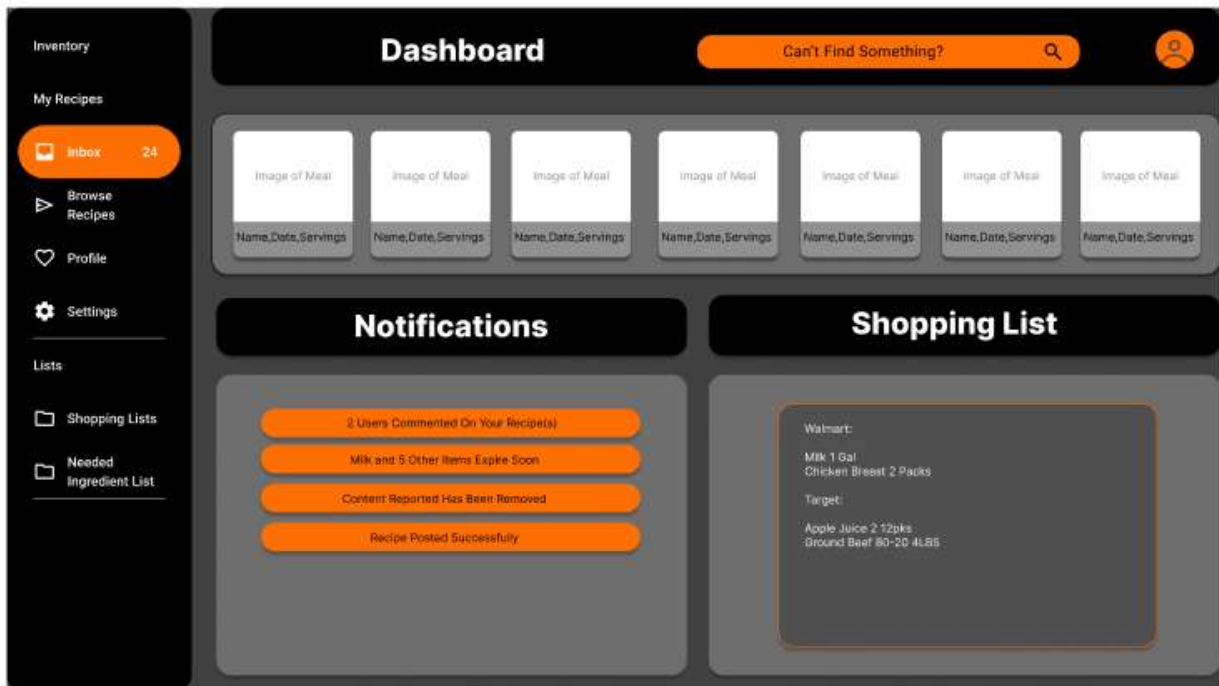 Inventory
My Recipes
Inbox 24
Browse
Recipes
Profile
Settings
Lists
Shopping Lists
Needed
Ingredient List
Dashboard
Can't Find Something?
Image of Meal
Image of Meal
Image of Meal
Image of Meal
Image of Meal
Image of Meal
Image of Meal
Name,Date,Servings
Name,Date,Servings
Name,Date,Servings
Name,Date,Servings
Name,Date,Servings
Name,Date,Servings
Name,Date,Servings
Notifications
2 Users Commented On Your Recipe(s)
Milk and 5 Other Items Expire Soon
Content Reported Has Been Removed
Recipe Posted Successfully
Shopping List
Walmart:
Milk 1 Gal
Chicken Breast 2 Packs
Target:
Apple Juice 2 12pks
Ground Beef 80-20 4LBS